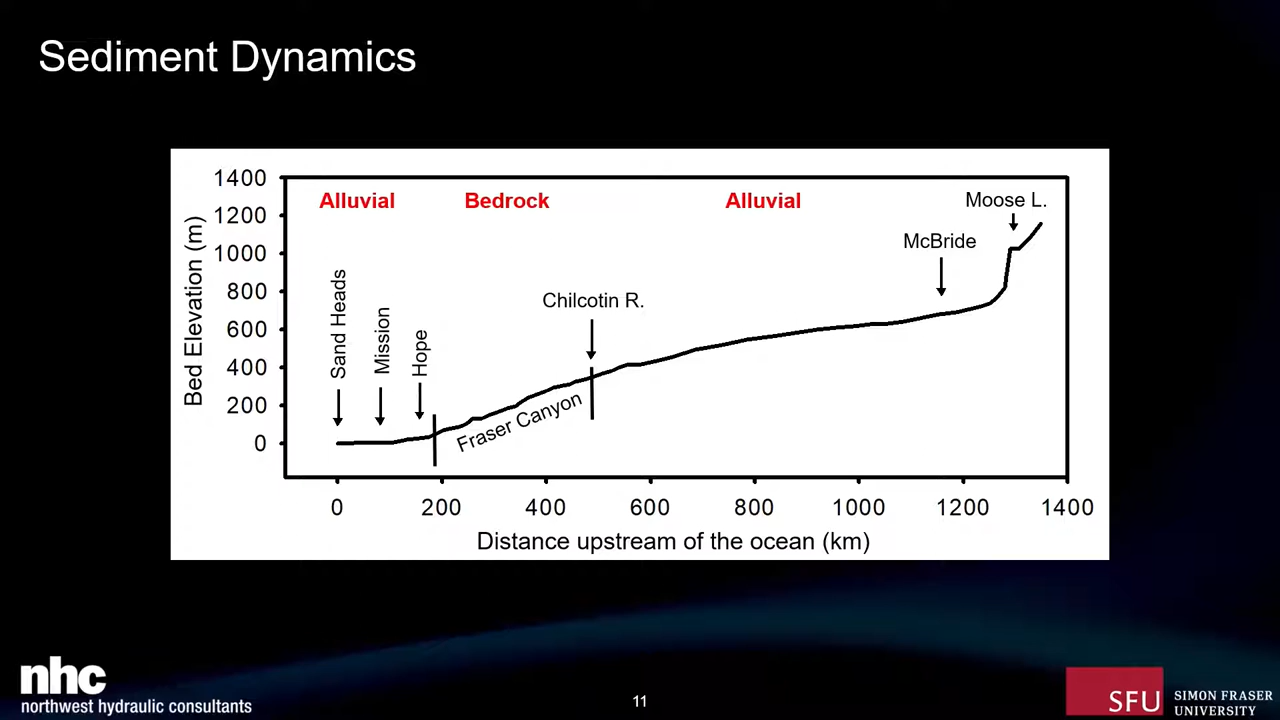 Sediment Dynamics
1400
1200
1000
800
600
400
200
0
Bed Elevation (m)
Alluvial
Bedrock
Alluvial
Moose L.
McBride
Chilcotin R.
Sand Heads
Mission
Hope
Fraser Canyon
0 200 400 600 800 1000 1200 1400
Distance upstream of the ocean (km)
nhc
northwest hydraulic consultants
11
SFU
SIMON FRASER
UNIVERSITY